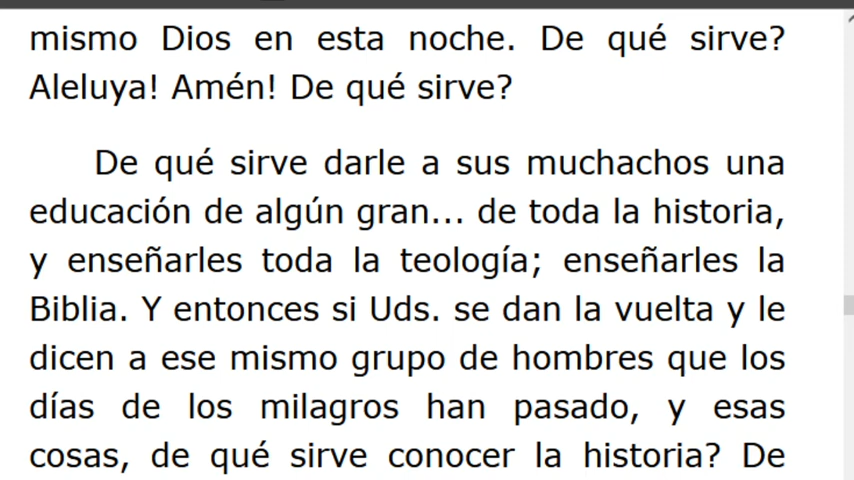 mismo Dios en esta noche. De qué sirve?
Aleluya! Amén! De qué sirve?
De qué sirve darle a sus muchachos una
educación de algún gran... de toda la historia,
y enseñarles toda la teología; enseñarles la
Biblia. Y entonces si Uds. se dan la vuelta y le
dicen a ese mismo grupo de hombres que los
días de los milagros han pasado, y esas
cosas, de qué sirve conocer la historia? De